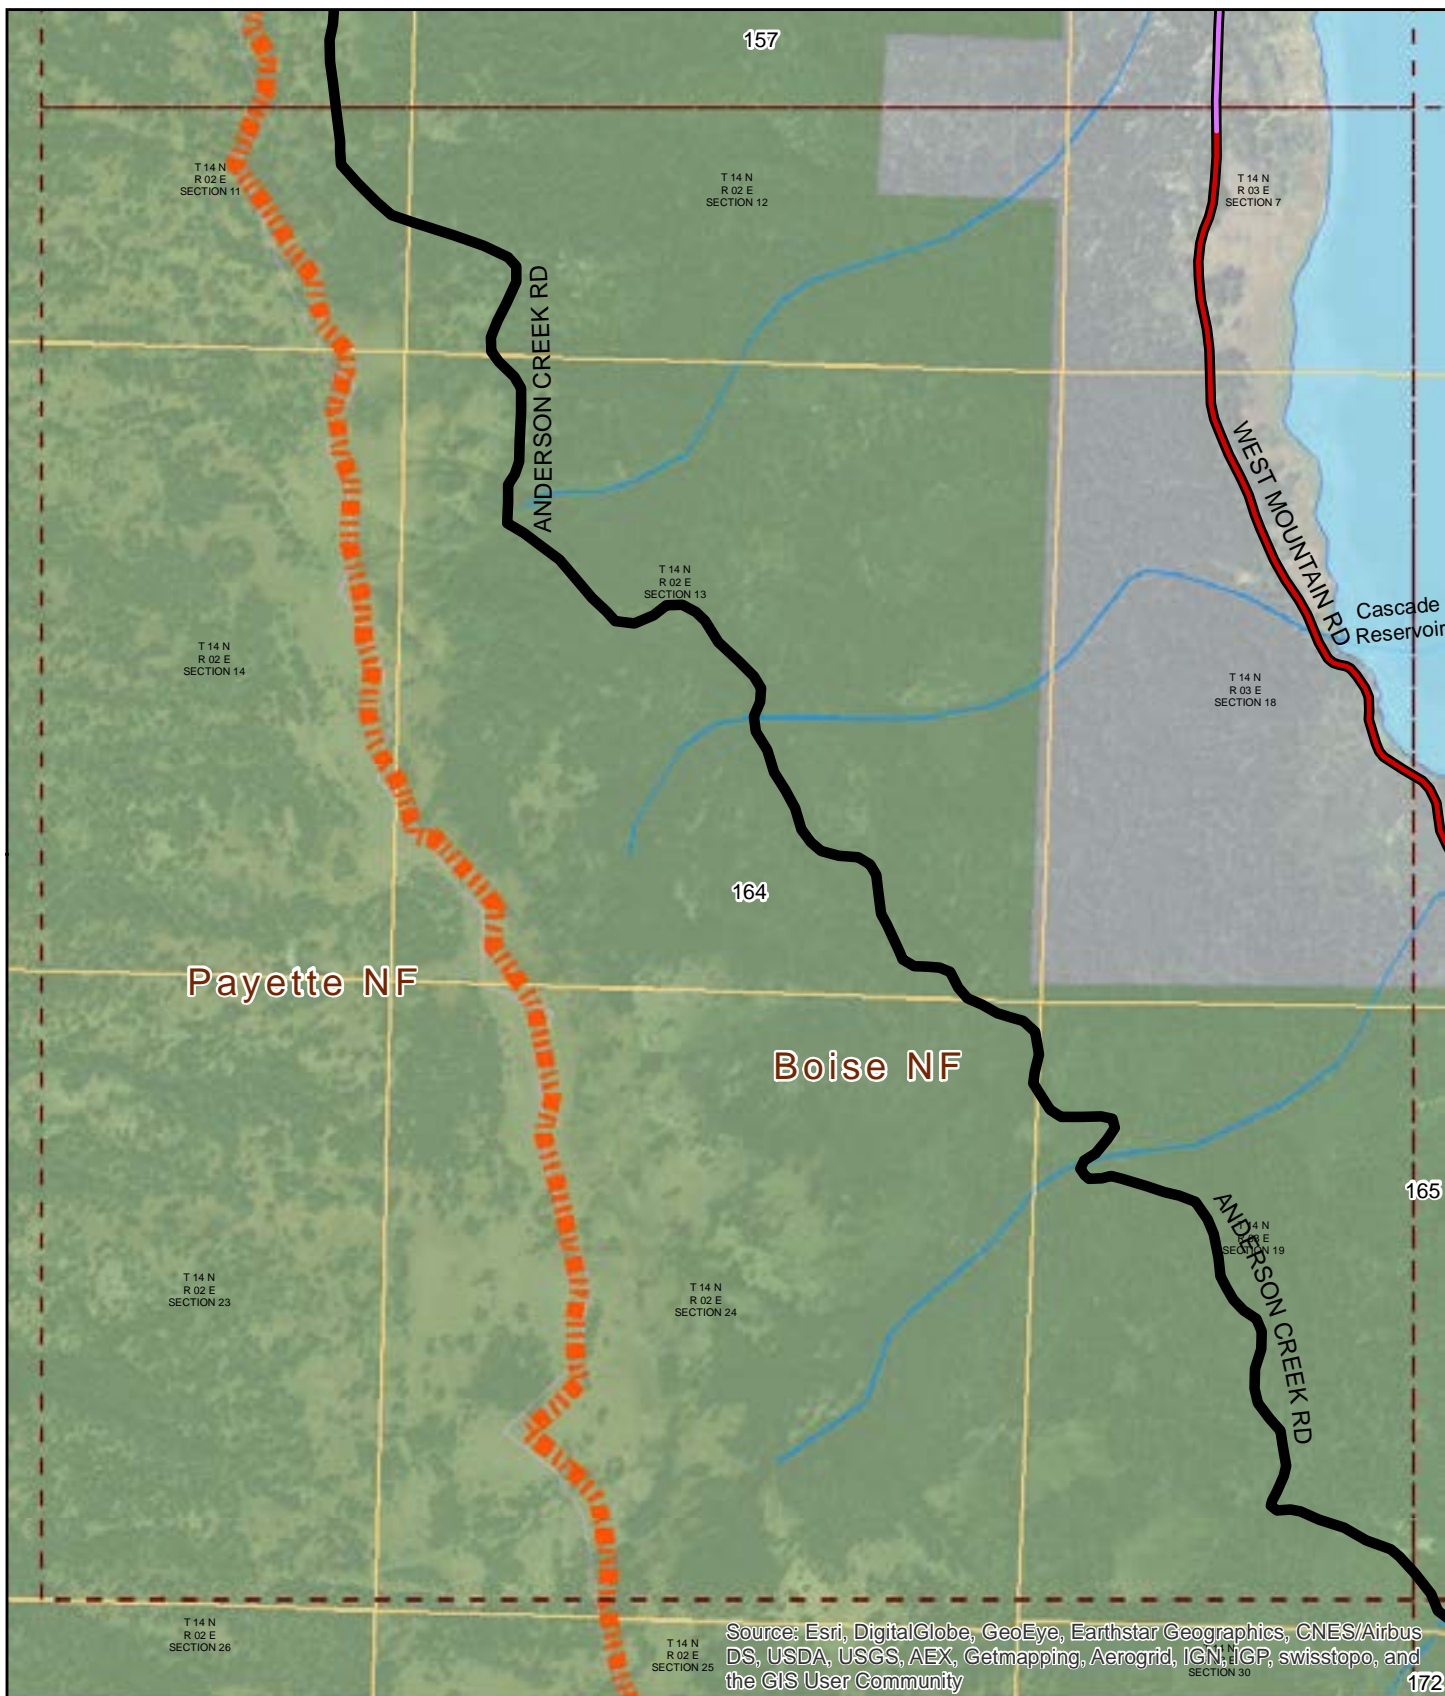 157
T 14 N
R 02 E
SECTION 11
T 14 N
R 02 E
SECTION 12
T 14 N
R 03 E
SECTION 7
ANDERSON CREEK RD
WEST MOUNTAIN RD
T 14 N
R 02 E
SECTION 13
Cascade
Reservoir
T 14 N
R 02 E
SECTION 14
T 14 N
R 03 E
SECTION 18
164
Payette NF
Boise NF
165
ANDERSON CREEK RD
14 N
R 03 E
SECTION 19
T 14 N
R 02 E
SECTION 23
T 14 N
R 02 E
SECTION 24
T 14 N
R 02 E
SECTION 26
T 14 N
R 02 E
SECTION 25
SECTION 30
Source: Esri, DigitalGlobe, GeoEye, Earthstar Geographics, CNES/Airbus
DS, USDA, USGS, AEX, Getmapping, Aerogrid, IGN, IGP, swisstopo, and
the GIS User Community
172